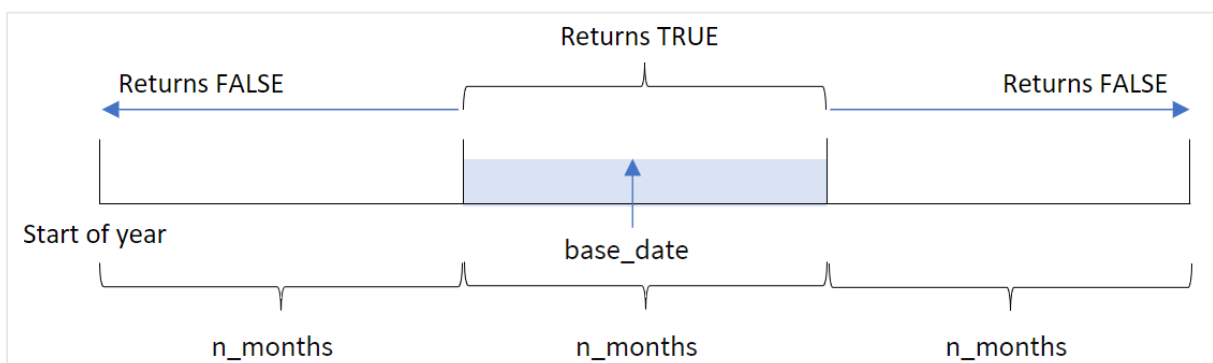 Returns TRUE
Returns FALSE
Returns FALSE
Start of year
base_date
n_months
n_months
n_months